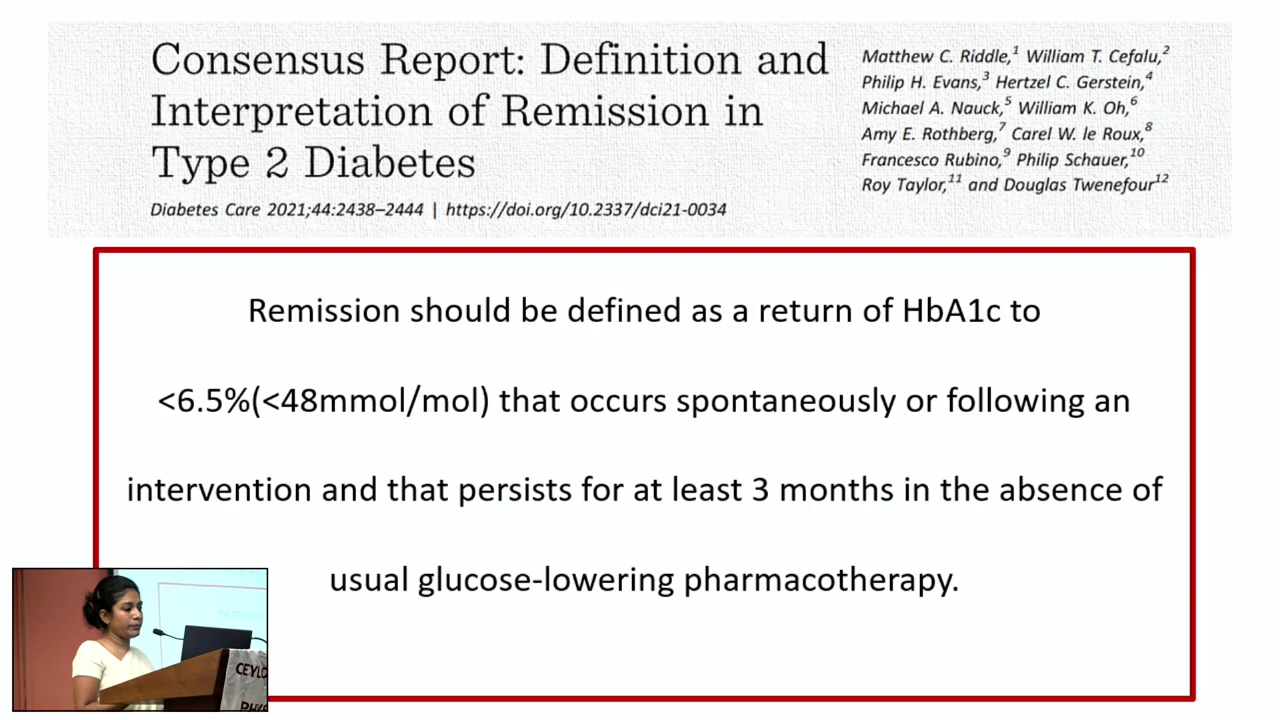 Consensus Report: Definition and
Interpretation of Remission in
Type 2 Diabetes
Diabetes Care 2021;44:2438–2444 | https://doi.org/10.2337/dci21-0034
Matthew C. Riddle,¹ William T. Cefalu,²
Philip H. Evans,³ Hertzel C. Gerstein,⁴
Michael A. Nauck,⁵ William K. Oh,⁶
Amy E. Rothberg,⁷ Carel W. le Roux,⁸
Francesco Rubino,⁹ Philip Schauer,¹⁰
Roy Taylor,¹¹ and Douglas Twenefour¹²
Remission should be defined as a return of HbA1c to
<6.5%(<48mmol/mol) that occurs spontaneously or following an
intervention and that persists for at least 3 months in the absence of
usual glucose-lowering pharmacotherapy.